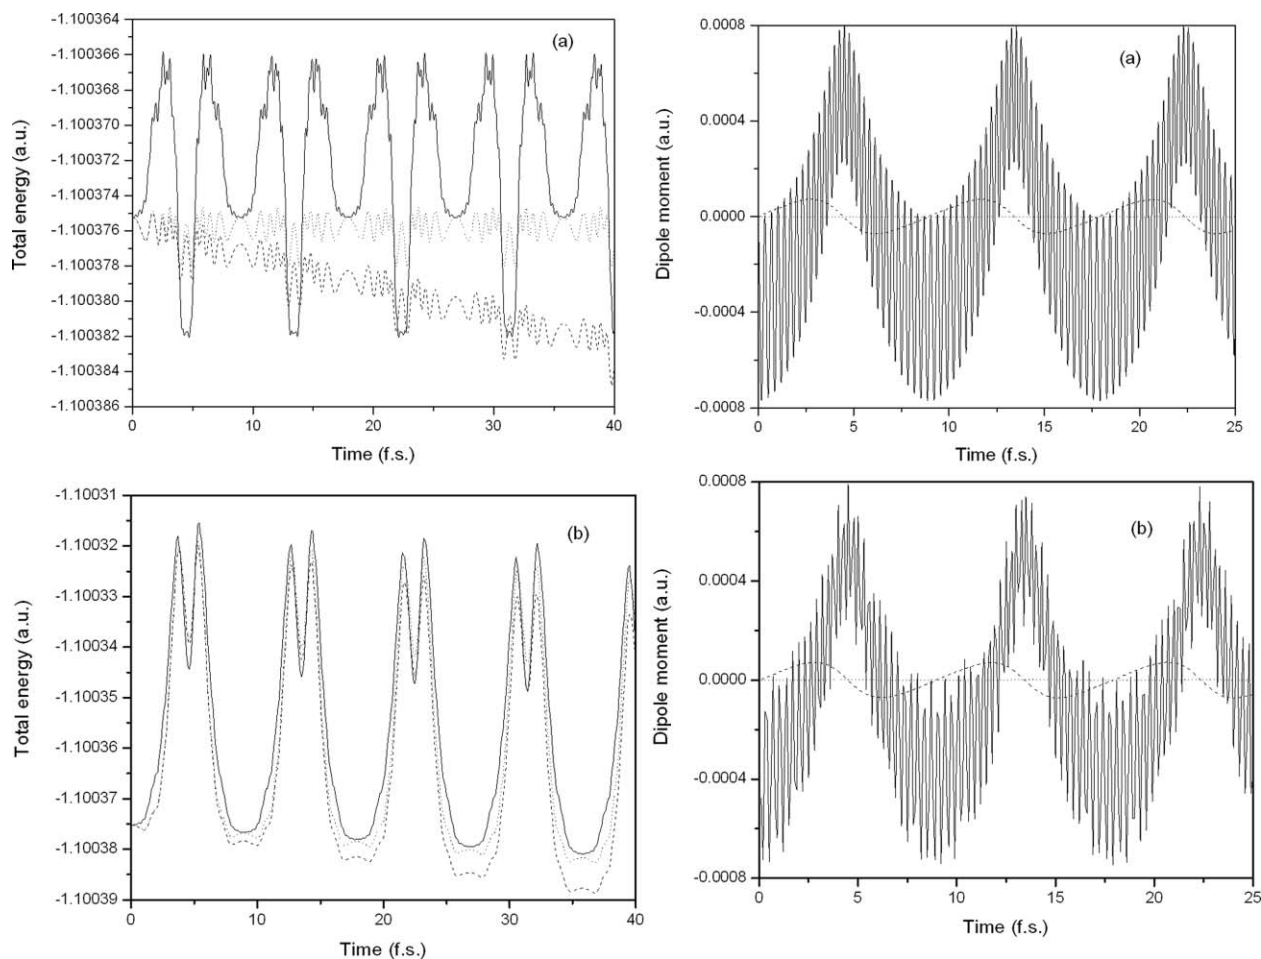 -1.100364
-1.100366
-1.100368
-1.100370
-1.100372
-1.100374
-1.100376
-1.100378
-1.100380
-1.100382
-1.100384
-1.100386
Total energy (a.u.)
(a)
0 10 20 30 40
Time (f.s.)
0.0008
0.0004
0.0000
-0.0004
-0.0008
Dipole moment (a.u.)
(a)
0 5 10 15 20 25
Time (f.s.)
-1.10031
-1.10032
-1.10033
-1.10034
-1.10035
-1.10036
-1.10037
-1.10038
-1.10039
Total energy (a.u.)
(b)
0 10 20 30 40
Time (f.s.)
0.0008
0.0004
0.0000
-0.0004
-0.0008
Dipole moment (a.u.)
(b)
0 5 10 15 20 25
Time (f.s.)